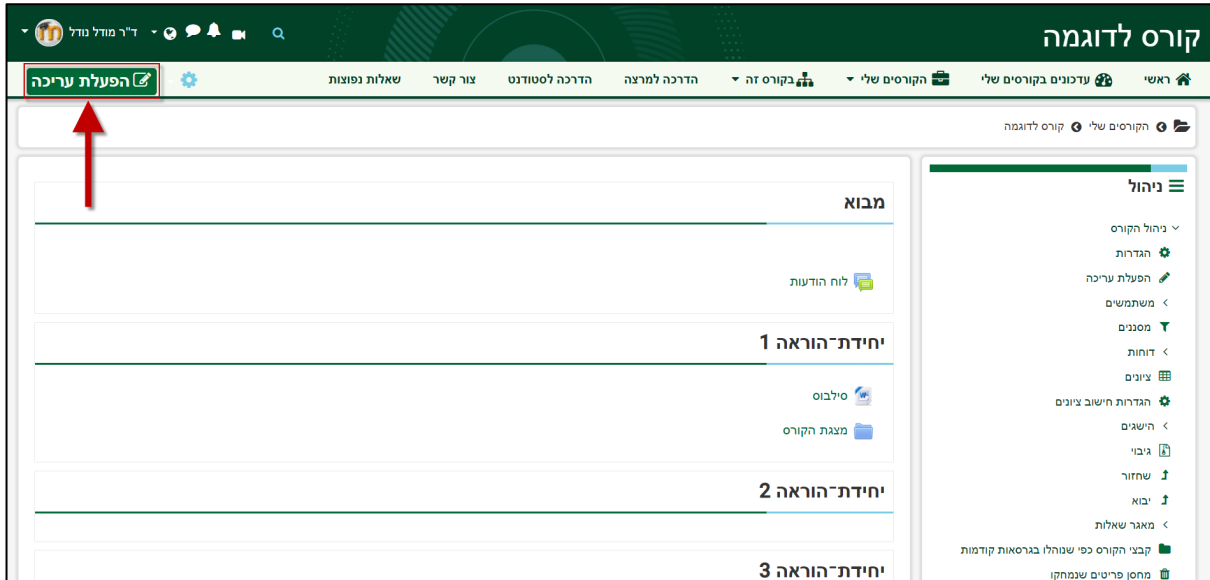 קורס לדוגמה
ד"ר מודל נודל
ראשי
עדכונים בקורסים שלי
הקורסים שלי
בקורס זה
הדרכה למרצה
הדרכה לסטודנט
צור קשר
שאלות נפוצות
הפעלת עריכה
הקורסים שלי
קורס לדוגמה
ניהול
ניהול הקורס
הגדרות
הפעלת עריכה
משתמשים
מסננים
דוחות
ציונים
הגדרות חישוב ציונים
הישגים
גיבוי
שחזור
יבוא
מאגר שאלות
קבצי הקורס כפי שנוהלו בגרסאות קודמות
מחסן פריטים שנמחקו
מבוא
לוח הודעות
יחידת־הוראה 1
סילבוס
מצגת הקורס
יחידת־הוראה 2
יחידת־הוראה 3